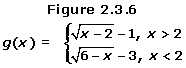 Figure 2.3.6
g(x) = { √(x − 2) − 1, x > 2
√(6 − x) − 3, x < 2